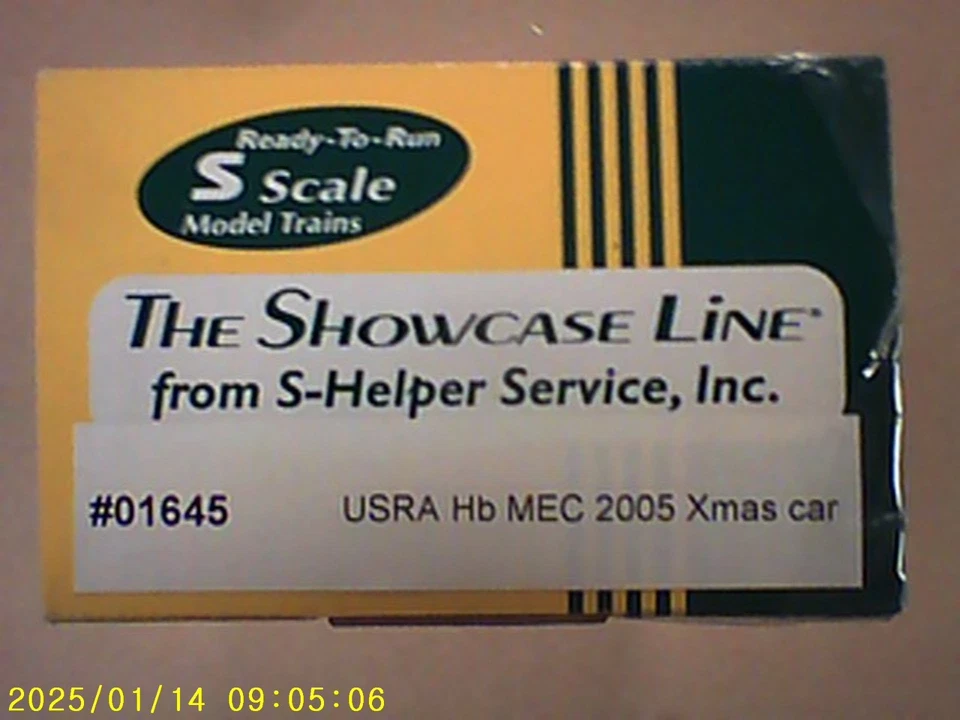 Ready-To-Run
S Scale
Model Trains
THE SHOWCASE LINE®
from S-Helper Service, Inc.
#01645 USRA Hb MEC 2005 Xmas car
2025/01/14 09:05:06